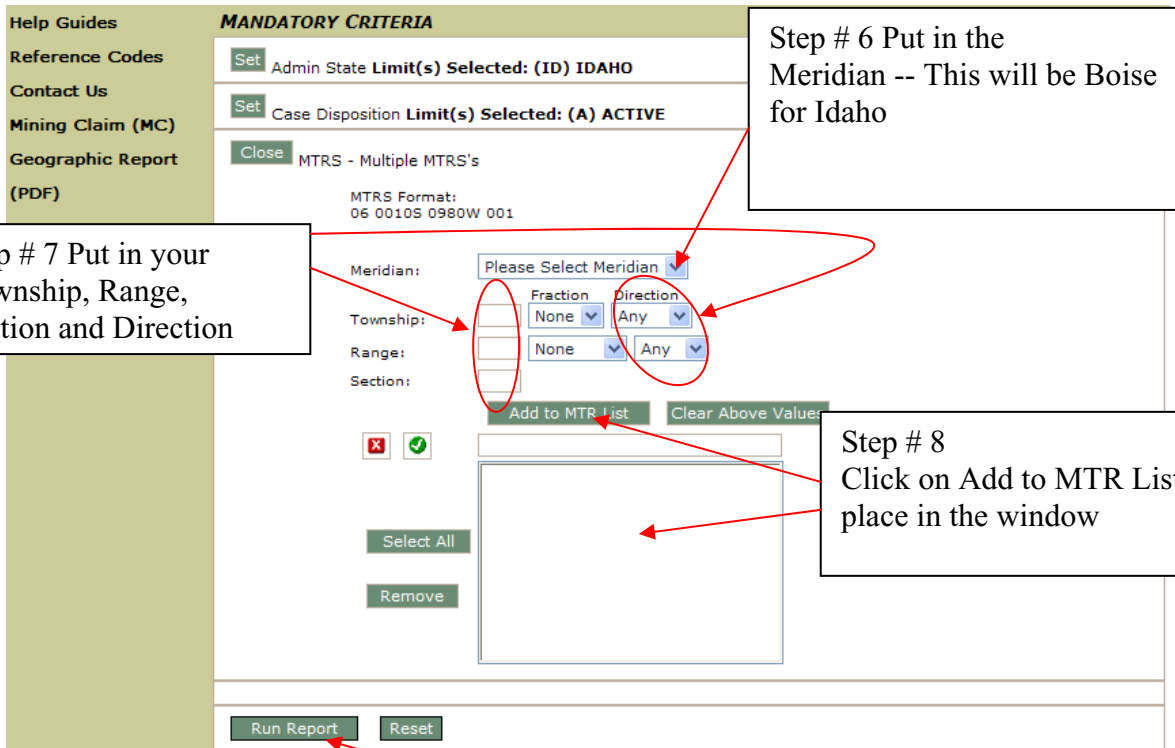 Help Guides
Reference Codes
Contact Us
Mining Claim (MC)
Geographic Report
(PDF)
MANDATORY CRITERIA
Set Admin State Limit(s) Selected: (ID) IDAHO
Set Case Disposition Limit(s) Selected: (A) ACTIVE
Close MTRS - Multiple MTRS's
MTRS Format:
06 0010S 0980W 001
Step # 6 Put in the
Meridian -- This will be Boise
for Idaho
p # 7 Put in your
wnship, Range,
tion and Direction
Meridian: Please Select Meridian
Fraction Direction
Township: None Any
Range: None Any
Section:
Add to MTR List Clear Above Values
Step # 8
Click on Add to MTR List
place in the window
Select All
Remove
Run Report Reset